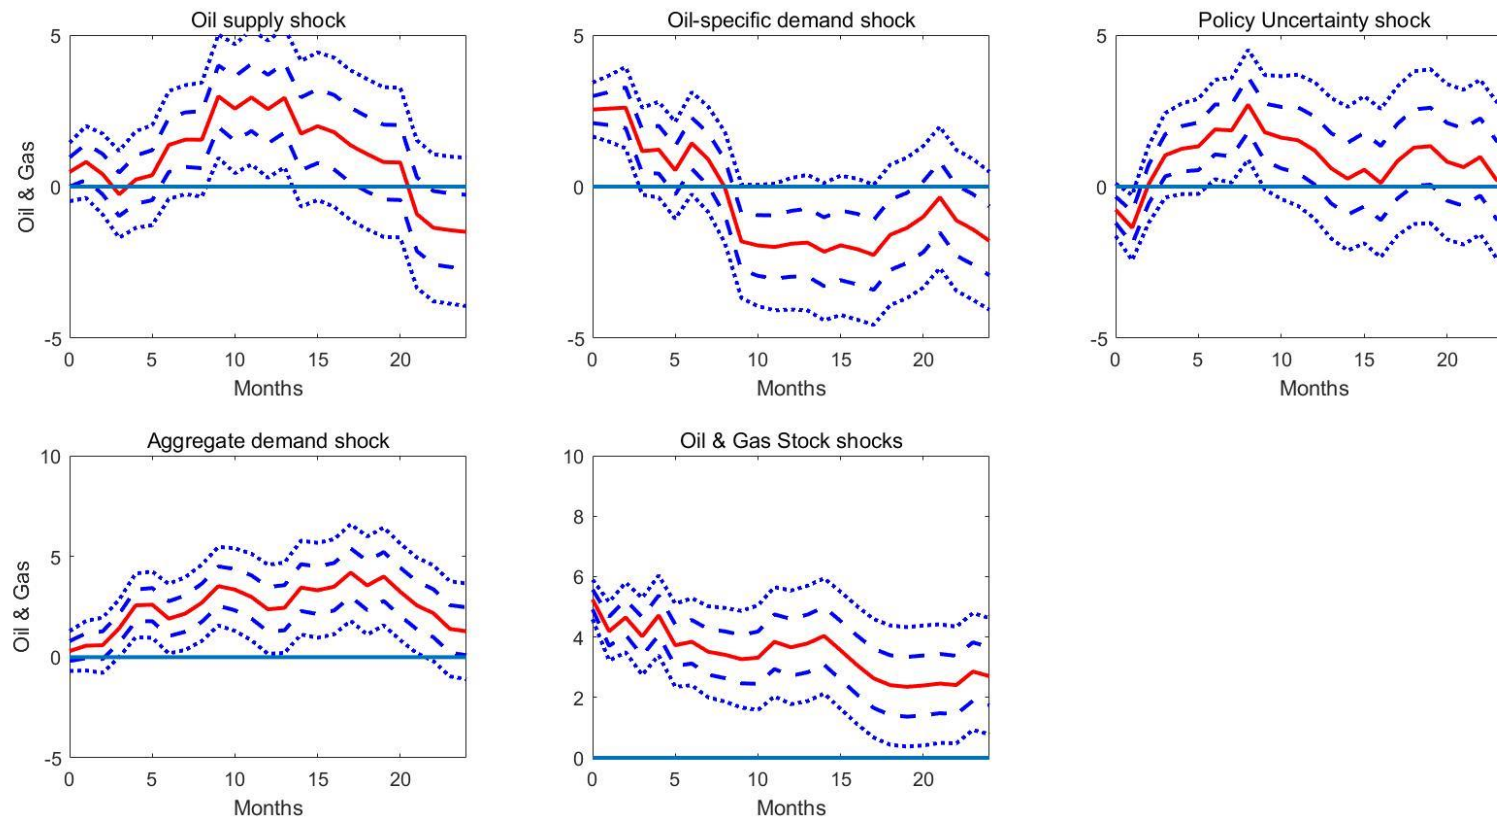 Oil supply shock
5
0
-5
Oil & Gas
0 5 10 15 20
Months
Oil-specific demand shock
5
0
-5
0 5 10 15 20
Months
Policy Uncertainty shock
5
0
-5
0 5 10 15 20
Months
Aggregate demand shock
10
5
0
-5
Oil & Gas
0 5 10 15 20
Months
Oil & Gas Stock shocks
10
8
6
4
2
0
0 5 10 15 20
Months